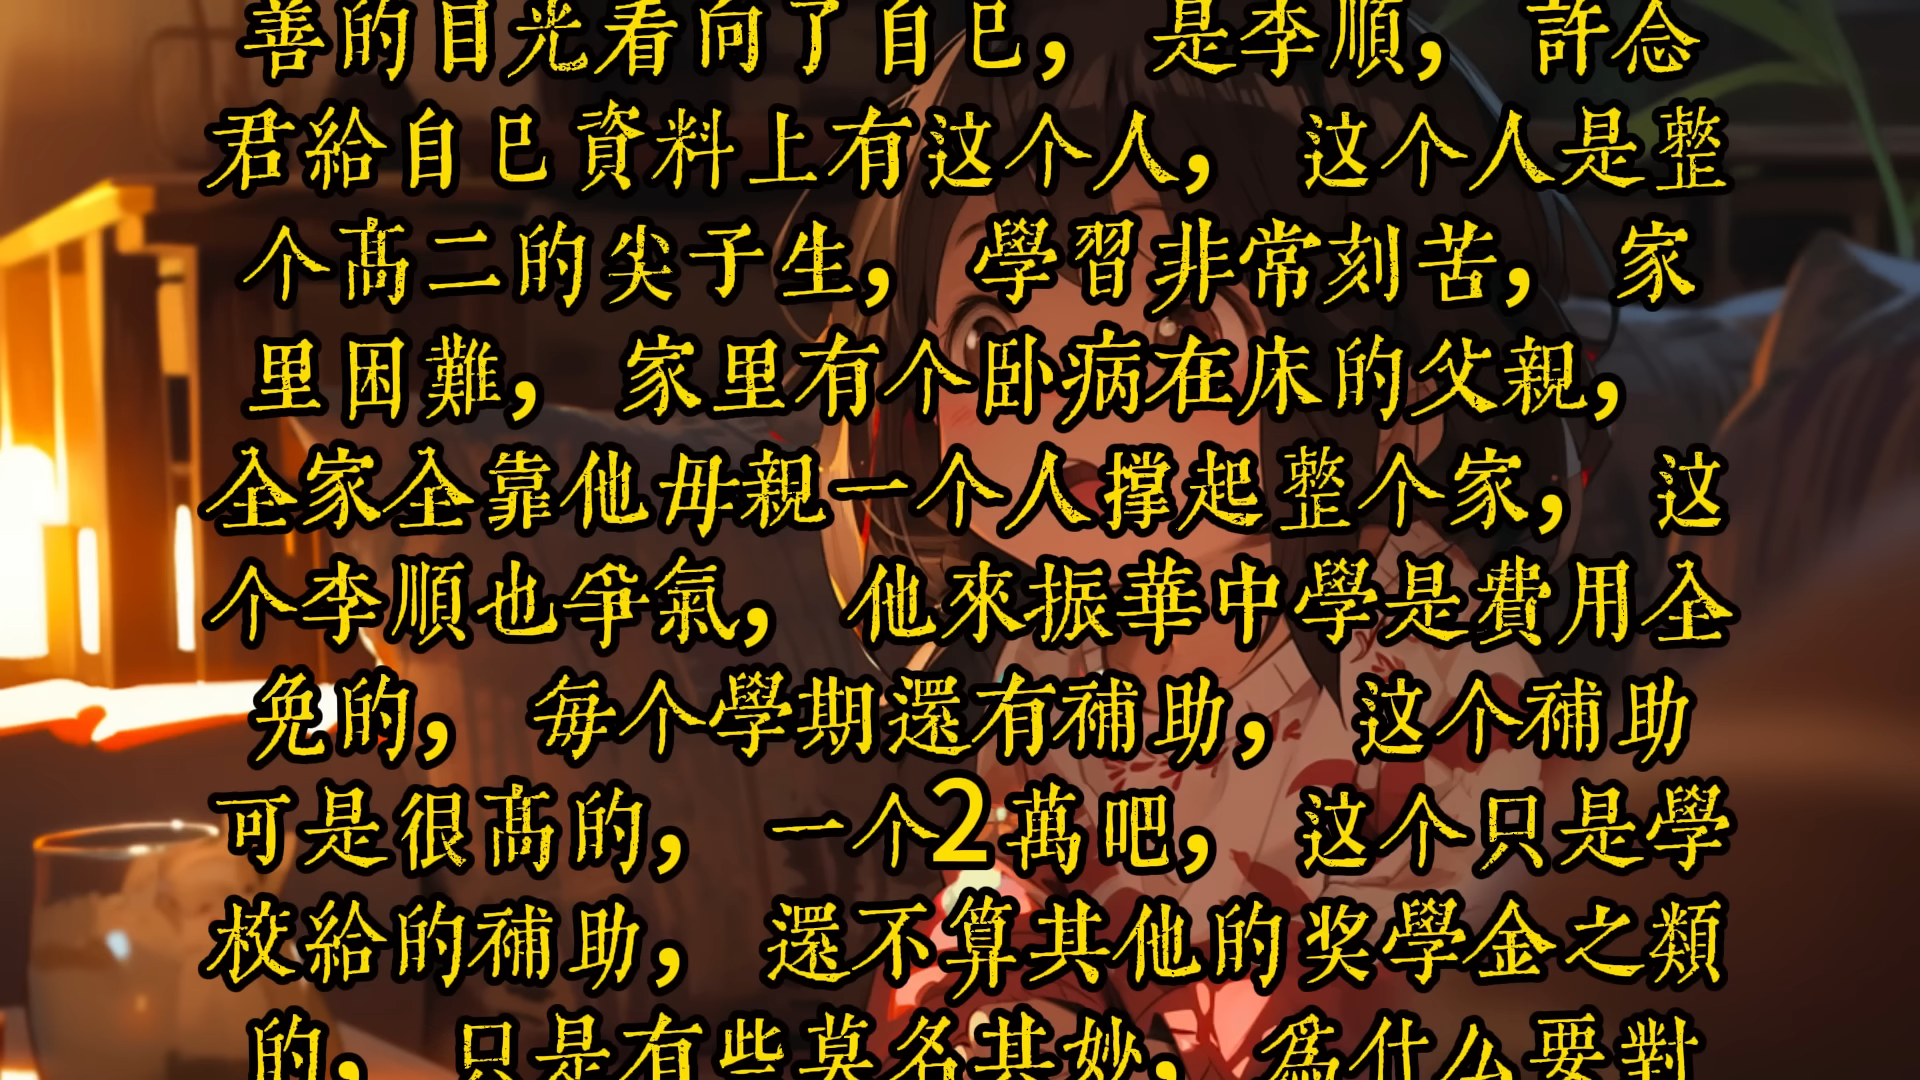 善的目光看向了自已， 是李順， 許念
君給自已資料上有这个人， 这个人是整
个高二的尖子生， 學習非常刻苦， 家
里困難， 家里有个卧病在床的父親，
全家全靠他毋親一个人撑起整个家， 这
个李順也爭氣， 他來振華中學是費用全
免的， 每个學期還有補助， 这个補助
可是很高的， 一个2萬吧， 这个只是學
校給的補助， 還不算其他的奖學金之類
的， 只是有些莫名其妙， 爲什么要對